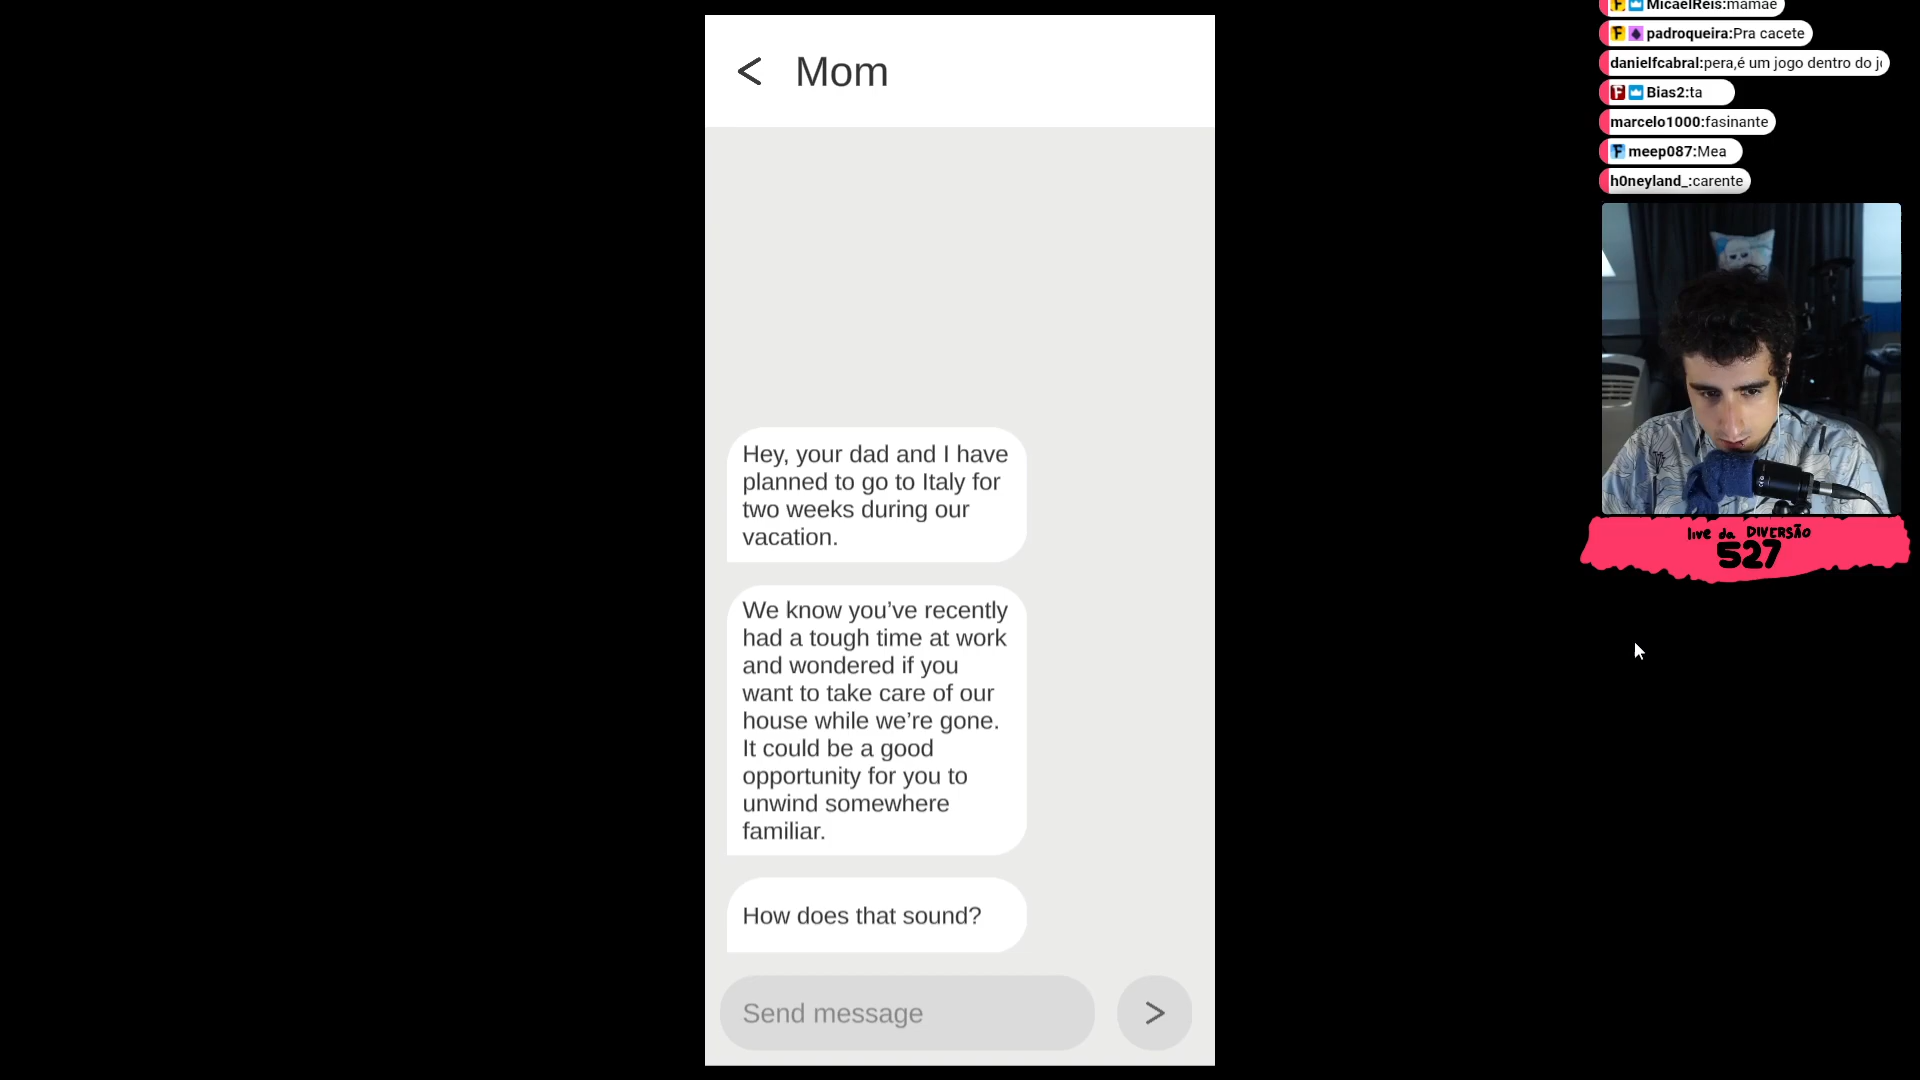 < Mom
Hey, your dad and I have
planned to go to Italy for
two weeks during our
vacation.
We know you’ve recently
had a tough time at work
and wondered if you
want to take care of our
house while we’re gone.
It could be a good
opportunity for you to
unwind somewhere
familiar.
How does that sound?
Send message >
MicaelReis:mamãe
padroqueira:Pra cacete
danielfcabral:pera,é um jogo dentro do
Bias2:ta
marcelo1000:fasinante
meep087:Mea
h0neyland_:carente
live da DIVERSÃO
527